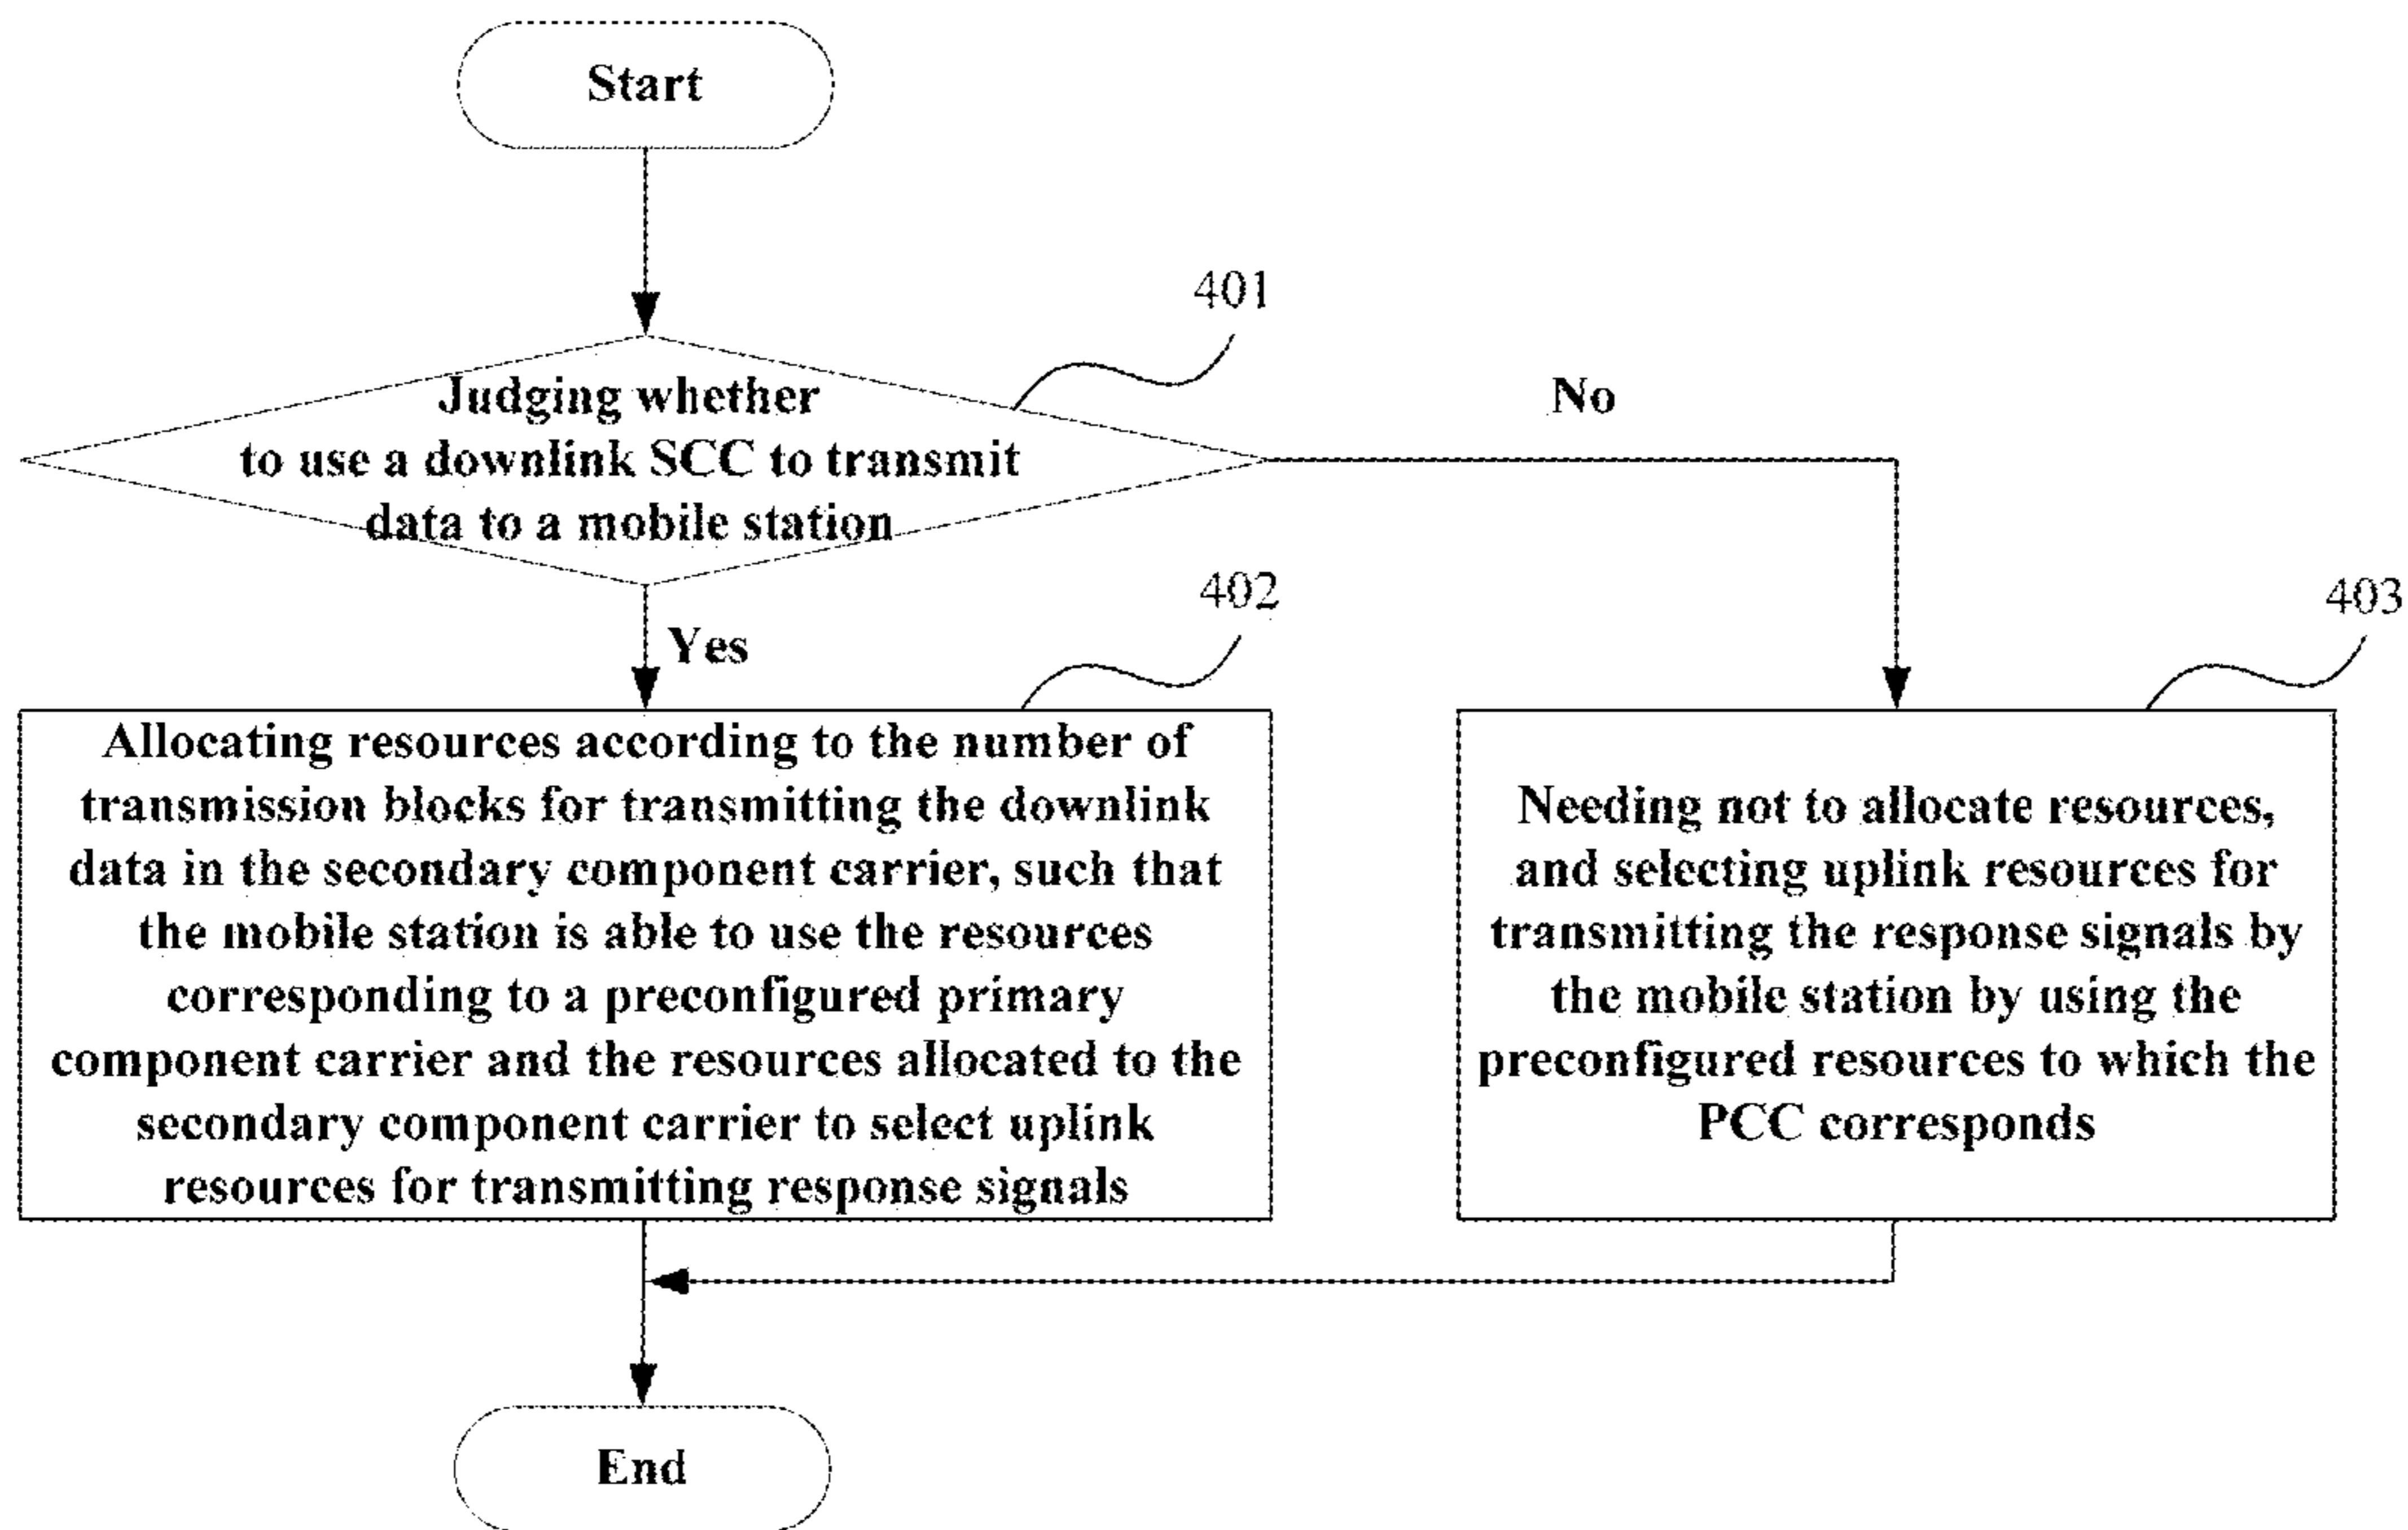 Start
401
Judging whether
to use a downlink SCC to transmit
data to a mobile station
No
Yes
402
403
Allocating resources according to the number of
transmission blocks for transmitting the downlink
data in the secondary component carrier, such that
the mobile station is able to use the resources
corresponding to a preconfigured primary
component carrier and the resources allocated to the
secondary component carrier to select uplink
resources for transmitting response signals
Needing not to allocate resources,
and selecting uplink resources for
transmitting the response signals by
the mobile station by using the
preconfigured resources to which the
PCC corresponds
End